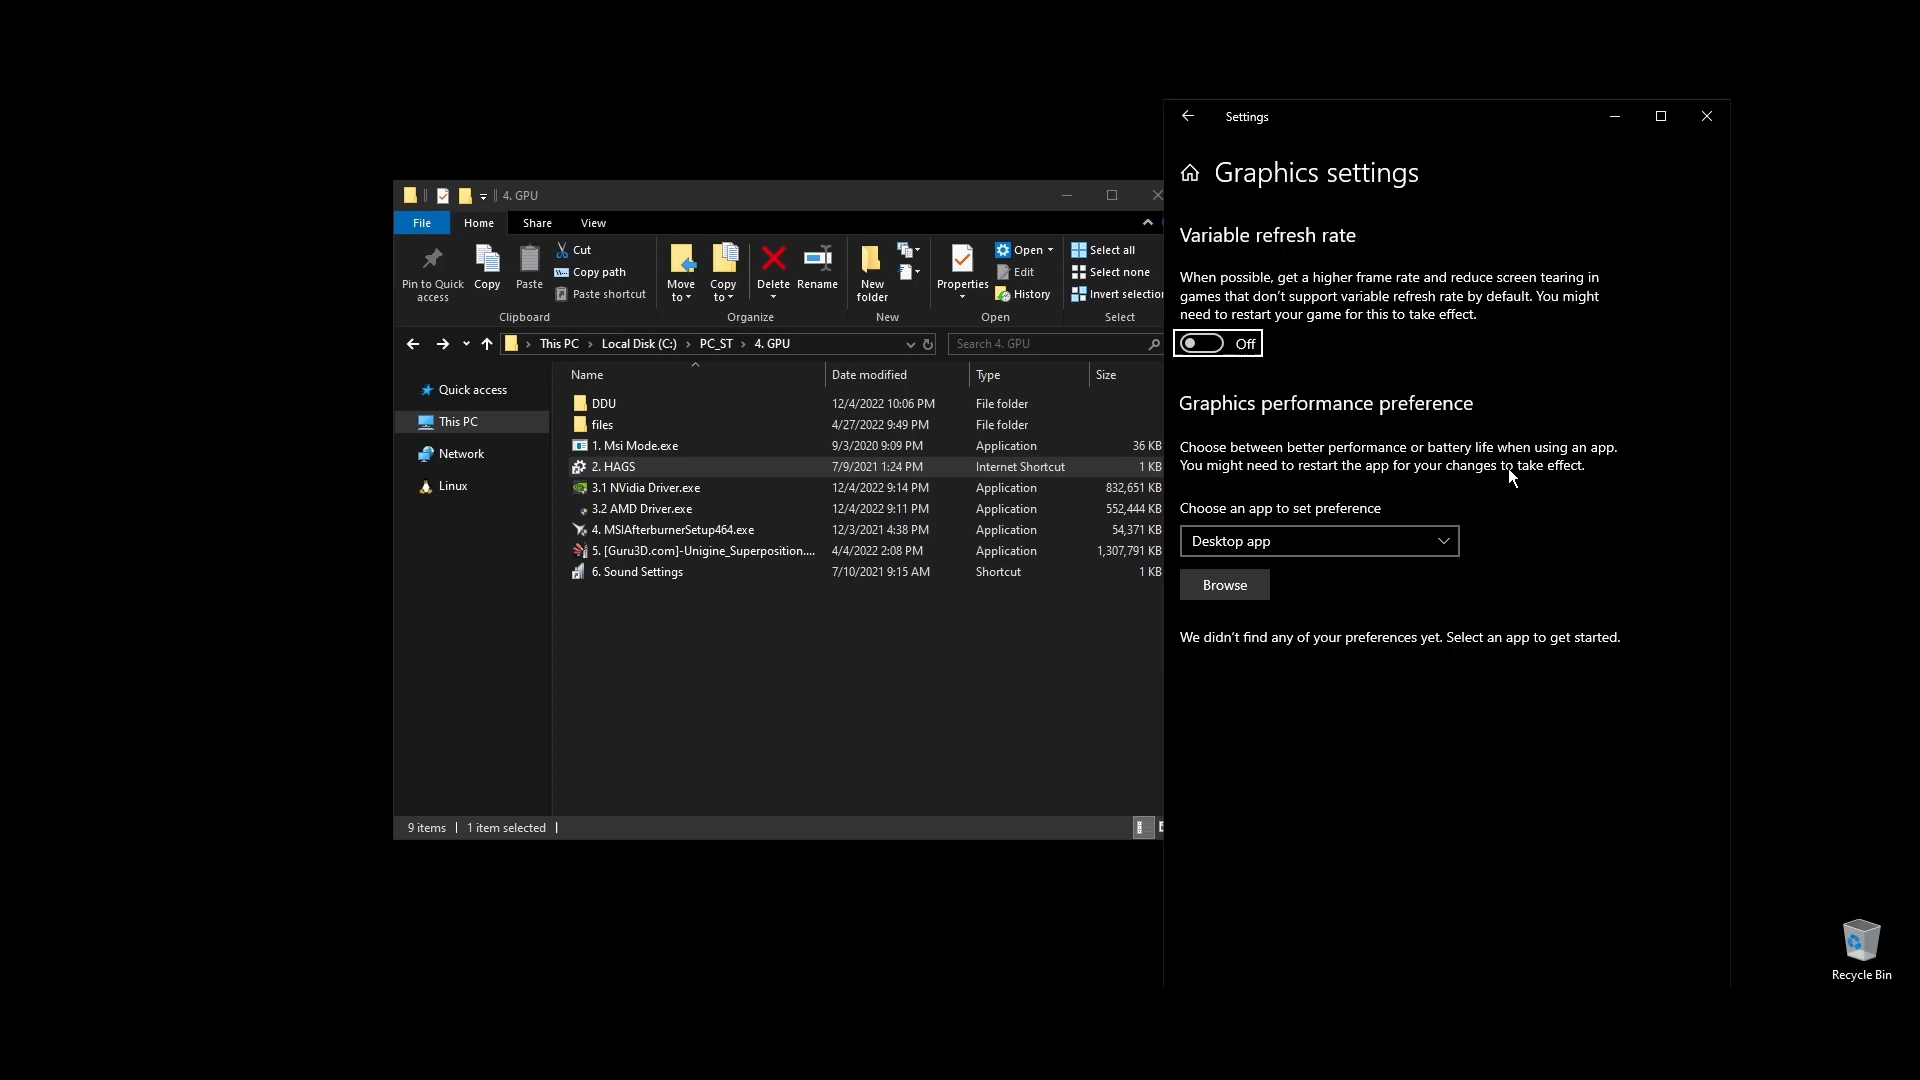 4. GPU
File Home Share View
Pin to Quick access
Copy
Paste
Cut
Copy path
Paste shortcut
Move to
Copy to
Delete
Rename
New folder
Properties
Open
Edit
History
Select all
Select none
Invert selection
Clipboard Organize New Open Select
This PC Local Disk (C:) PC_ST 4. GPU
Search 4. GPU
Quick access
This PC
Network
Linux
Name Date modified Type Size
DDU 12/4/2022 10:06 PM File folder
files 4/27/2022 9:49 PM File folder
1. Msi Mode.exe 9/3/2020 9:09 PM Application 36 KB
2. HAGS 7/9/2021 1:24 PM Internet Shortcut 1 KB
3.1 NVidia Driver.exe 12/4/2022 9:14 PM Application 832,651 KB
3.2 AMD Driver.exe 12/4/2022 9:11 PM Application 552,444 KB
4. MSIAfterburnerSetup464.exe 12/3/2021 4:38 PM Application 54,371 KB
5. [Guru3D.com]-Unigine_Superposition.... 4/4/2022 2:08 PM Application 1,307,791 KB
6. Sound Settings 7/10/2021 9:15 AM Shortcut 1 KB
9 items 1 item selected
Settings
Graphics settings
Variable refresh rate
When possible, get a higher frame rate and reduce screen tearing in
games that don't support variable refresh rate by default. You might
need to restart your game for this to take effect.
Off
Graphics performance preference
Choose between better performance or battery life when using an app.
You might need to restart the app for your changes to take effect.
Choose an app to set preference
Desktop app
Browse
We didn't find any of your preferences yet. Select an app to get started.
Recycle Bin